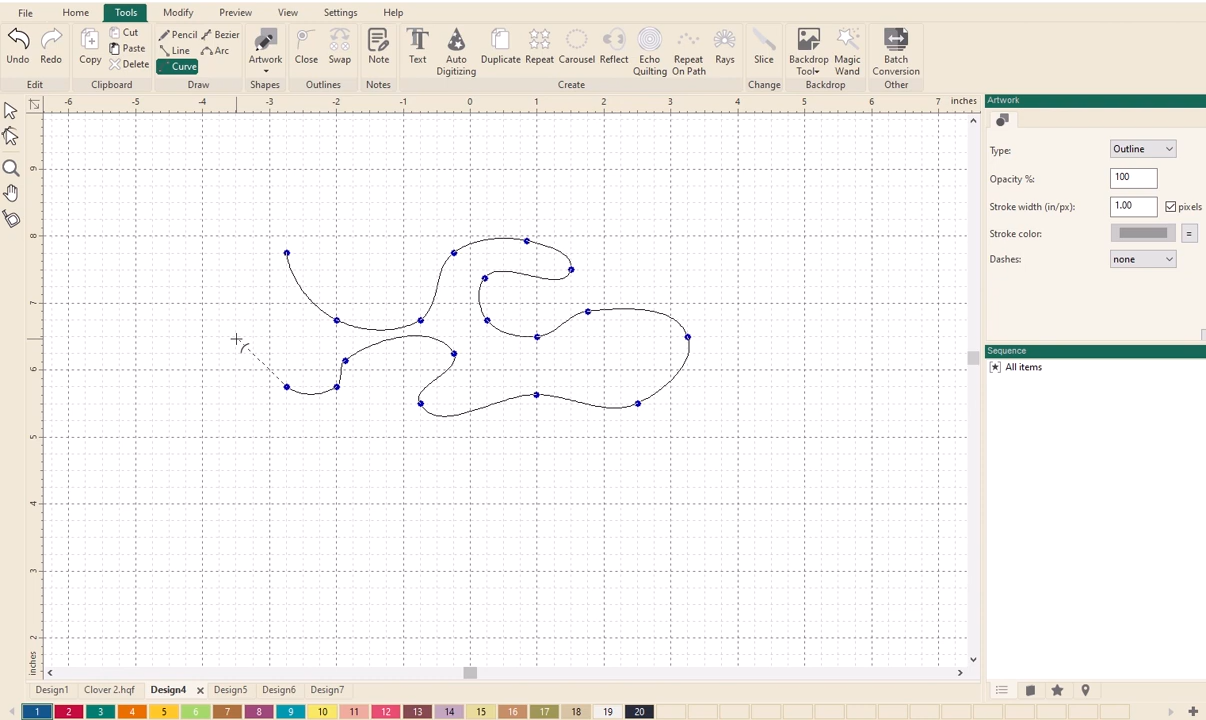 File Home Tools Modify Preview View Settings Help
Undo Redo Copy Cut Paste Delete Pencil Bezier Line Arc Curve Artwork Close Swap Note Text Auto Digitizing Duplicate Repeat Carousel Reflect Echo Quilting Repeat On Path Rays Slice Backdrop Tool Magic Wand Batch Conversion
Edit Clipboard Draw Shapes Outlines Notes Create Change Backdrop Other
-6 -5 -4 -3 -2 -1 0 1 2 3 4 5 6 7 inches
9
8
7
6
5
4
3
2
inches
Artwork
Type: Outline
Opacity %: 100
Stroke width (in/px): 1.00 pixels
Stroke color: =
Dashes: none
Sequence
All items
Design1 Clover 2.hqf Design4 Design5 Design6 Design7
1 2 3 4 5 6 7 8 9 10 11 12 13 14 15 16 17 18 19 20